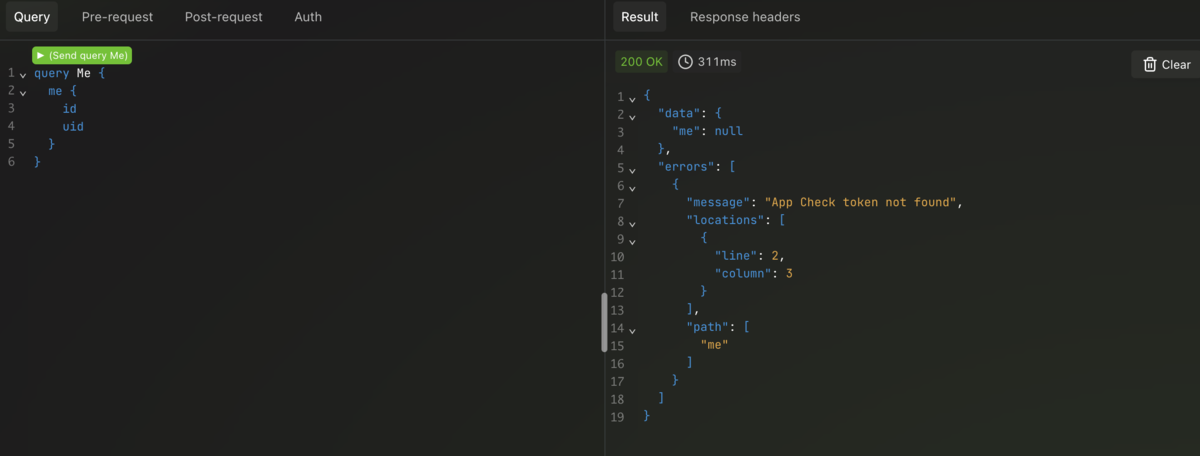 Query Pre-request Post-request Auth
▶ (Send query Me)
1 query Me {
2 me {
3 id
4 uid
5 }
6 }
Result Response headers
200 OK 311ms Clear
1 {
2 "data": {
3 "me": null
4 },
5 "errors": [
6 {
7 "message": "App Check token not found",
8 "locations": [
9 {
10 "line": 2,
11 "column": 3
12 }
13 ],
14 "path": [
15 "me"
16 ]
17 }
18 ]
19 }